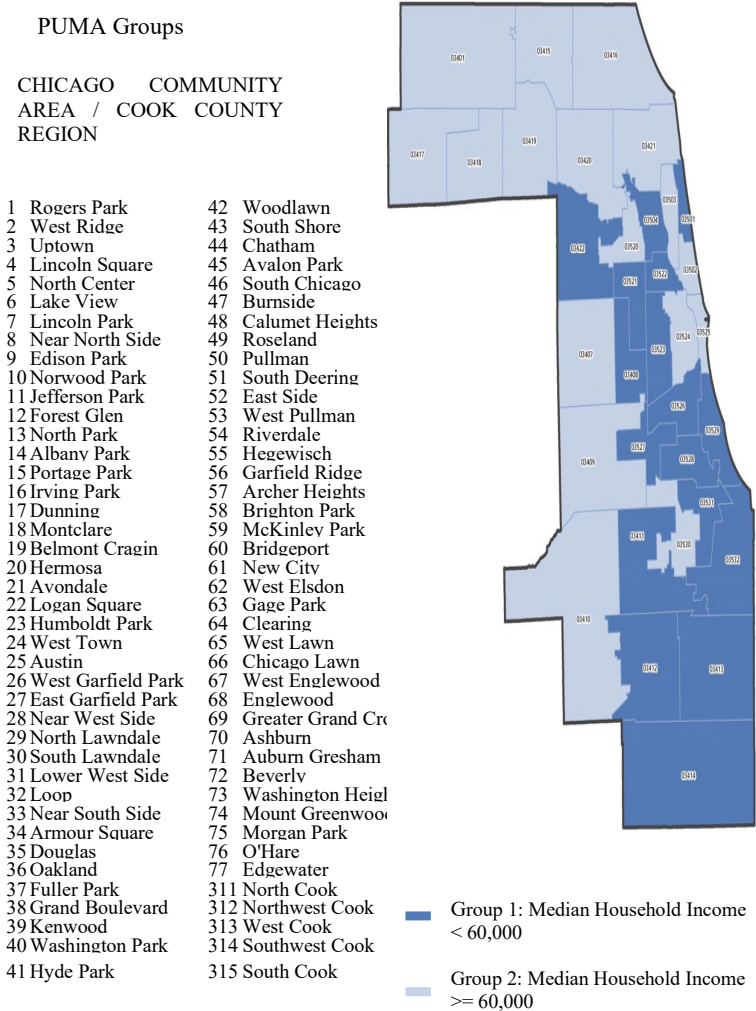 PUMA Groups
CHICAGO COMMUNITY
AREA / COOK COUNTY
REGION
1 Rogers Park
2 West Ridge
3 Uptown
4 Lincoln Square
5 North Center
6 Lake View
7 Lincoln Park
8 Near North Side
9 Edison Park
10 Norwood Park
11 Jefferson Park
12 Forest Glen
13 North Park
14 Albany Park
15 Portage Park
16 Irving Park
17 Dunning
18 Montclare
19 Belmont Cragin
20 Hermosa
21 Avondale
22 Logan Square
23 Humboldt Park
24 West Town
25 Austin
26 West Garfield Park
27 East Garfield Park
28 Near West Side
29 North Lawndale
30 South Lawndale
31 Lower West Side
32 Loop
33 Near South Side
34 Armour Square
35 Douglas
36 Oakland
37 Fuller Park
38 Grand Boulevard
39 Kenwood
40 Washington Park
41 Hyde Park
42 Woodlawn
43 South Shore
44 Chatham
45 Avalon Park
46 South Chicago
47 Burnside
48 Calumet Heights
49 Roseland
50 Pullman
51 South Deering
52 East Side
53 West Pullman
54 Riverdale
55 Hegewisch
56 Garfield Ridge
57 Archer Heights
58 Brighton Park
59 McKinley Park
60 Bridgeport
61 New City
62 West Elsdon
63 Gage Park
64 Clearing
65 West Lawn
66 Chicago Lawn
67 West Englewood
68 Englewood
69 Greater Grand Cro
70 Ashburn
71 Auburn Gresham
72 Beverly
73 Washington Heigh
74 Mount Greenwoo
75 Morgan Park
76 O'Hare
77 Edgewater
311 North Cook
312 Northwest Cook
313 West Cook
314 Southwest Cook
315 South Cook
03401
03415
03416
03417
03418
03419
03420
03421
03503
03504
03501
03422
03520
03502
03521
03522
03525
03524
03407
03523
03408
03526
03529
03527
03409
03528
03531
03411
03530
03532
03410
03412
03413
03414
Group 1: Median Household Income
< 60,000
Group 2: Median Household Income
>= 60,000